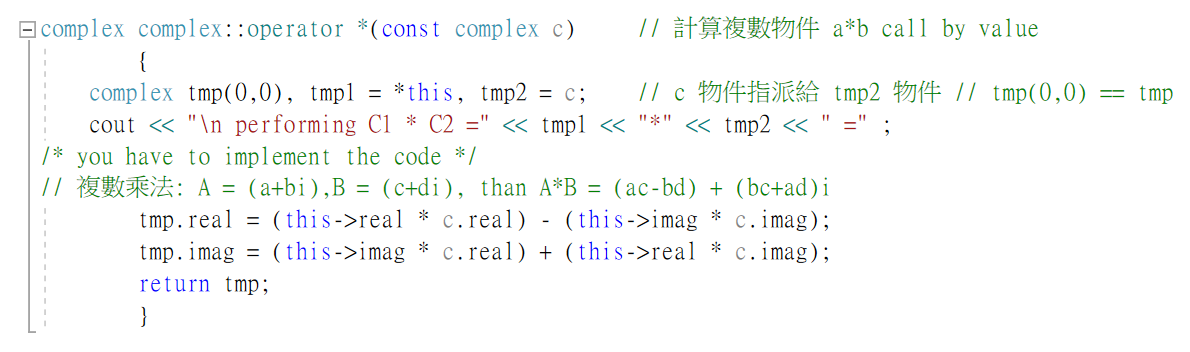 complex complex::operator *(const complex c)     // 計算複數物件 a*b call by value
        {
    complex tmp(0,0), tmp1 = *this, tmp2 = c;    // c 物件指派給 tmp2 物件 // tmp(0,0) == tmp
    cout << "\n performing C1 * C2 =" << tmp1 << "*" << tmp2 << " =" ;
/* you have to implement the code */
// 複數乘法: A = (a+bi),B = (c+di), than A*B = (ac-bd) + (bc+ad)i
        tmp.real = (this->real * c.real) - (this->imag * c.imag);
        tmp.imag = (this->imag * c.real) + (this->real * c.imag);
        return tmp;
        }